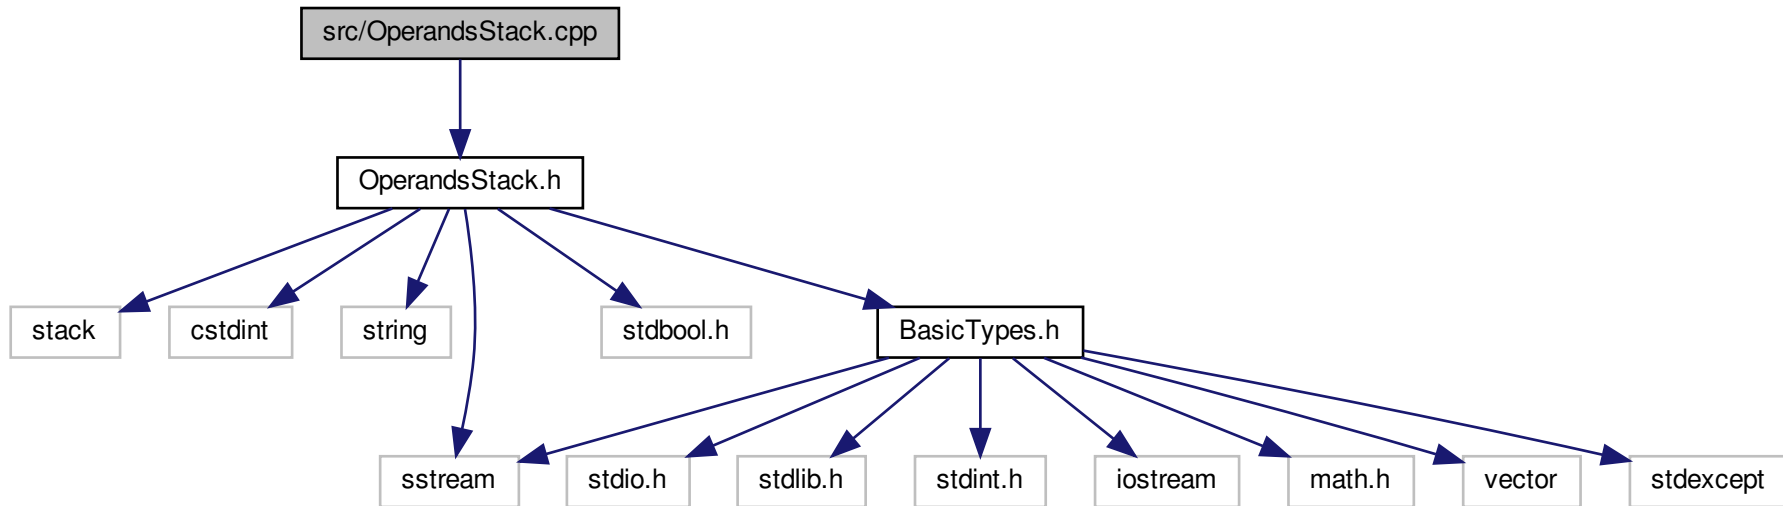 src/OperandsStack.cpp
OperandsStack.h
stack
cstdint
string
stdbool.h
BasicTypes.h
sstream
stdio.h
stdlib.h
stdint.h
iostream
math.h
vector
stdexcept